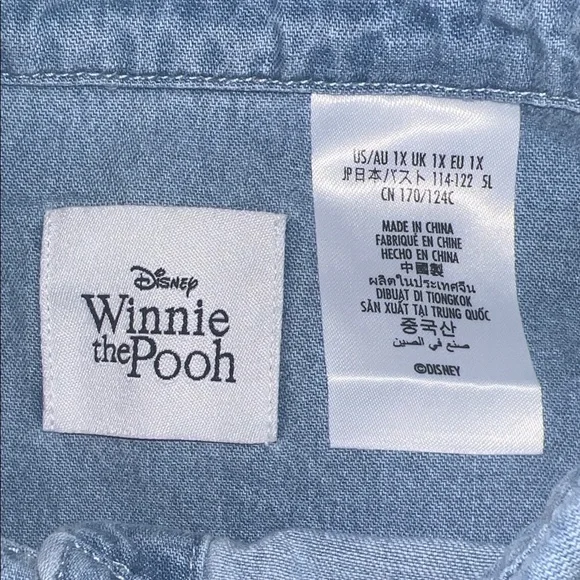 Disney
Winnie
the Pooh
US/AU 1X UK 1X EU 1X
JP日本/バスト 114-122 5L
CN 170/124C
MADE IN CHINA
FABRIQUÉ EN CHINE
HECHO EN CHINA
中國製
ผลิตในประเทศจีน
DIBUAT DI TIONGKOK
SẢN XUẤT TẠI TRUNG QUỐC
중국산
صنع في الصين
©DISNEY